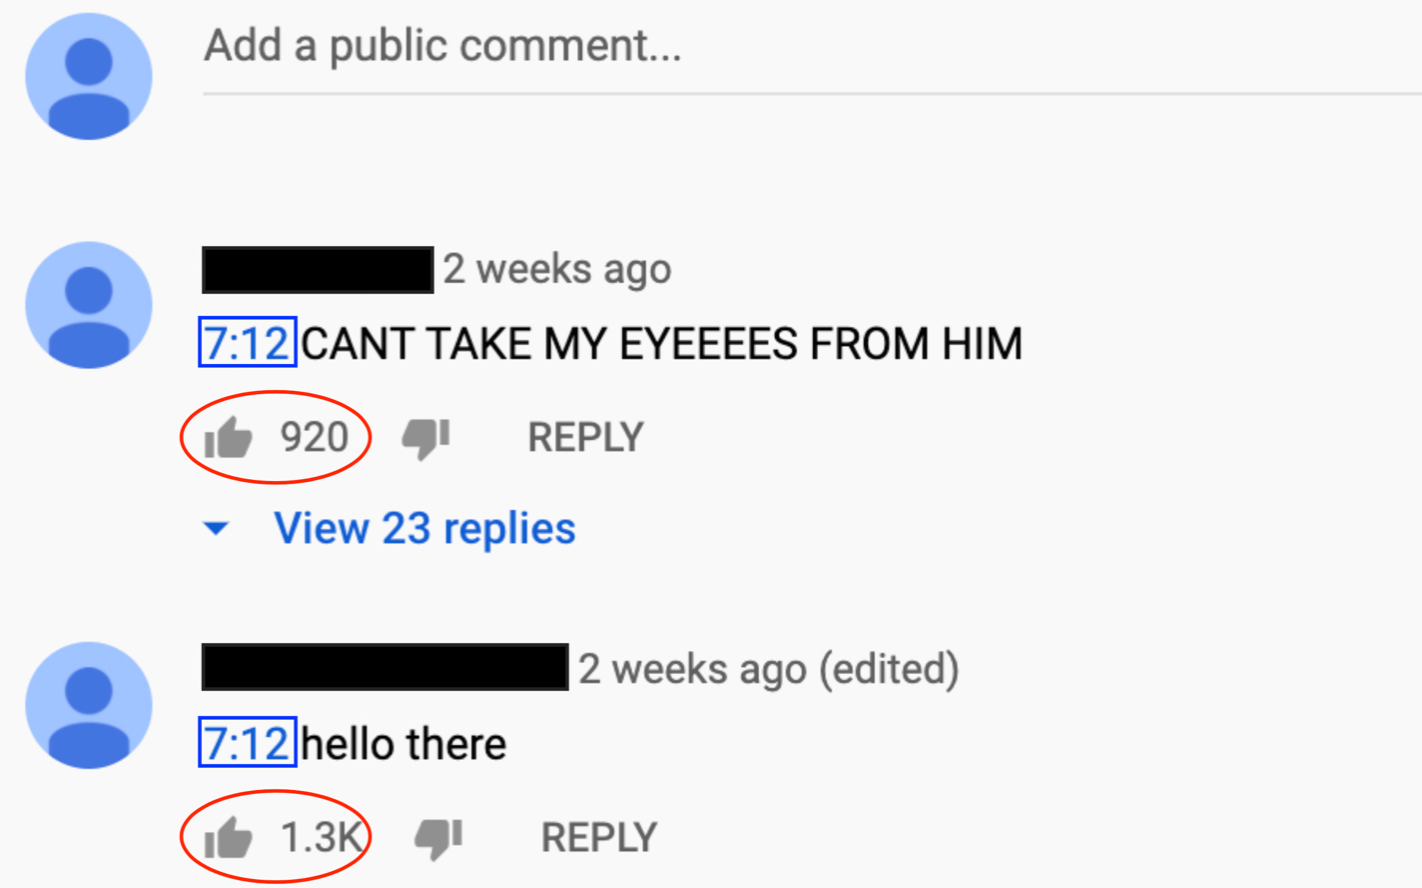 Add a public comment...
2 weeks ago
7:12 CANT TAKE MY EYEEEES FROM HIM
920 REPLY
View 23 replies
2 weeks ago (edited)
7:12 hello there
1.3K REPLY